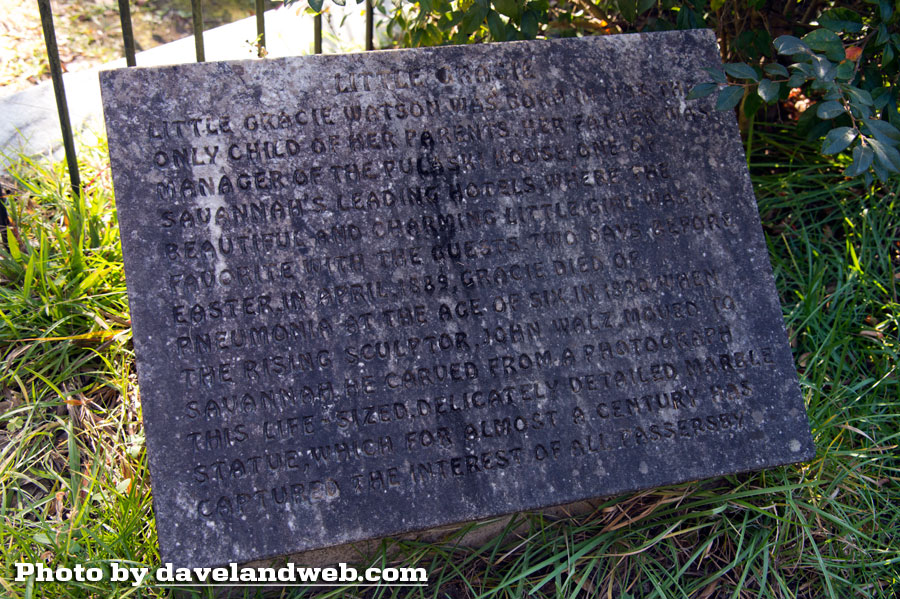 LITTLE GRACIE
LITTLE GRACIE WATSON WAS BORN IN 1883, THE
ONLY CHILD OF HER PARENTS. HER FATHER WAS
MANAGER OF THE PULASKI HOUSE, ONE OF
SAVANNAH'S LEADING HOTELS, WHERE THE
BEAUTIFUL AND CHARMING LITTLE GIRL WAS A
FAVORITE WITH THE GUESTS. TWO DAYS BEFORE
EASTER, IN APRIL 1889, GRACIE DIED OF
PNEUMONIA AT THE AGE OF SIX. IN 1890, WHEN
THE RISING SCULPTOR, JOHN WALZ, MOVED TO
SAVANNAH, HE CARVED FROM A PHOTOGRAPH
THIS LIFE-SIZED, DELICATELY DETAILED MARBLE
STATUE, WHICH FOR ALMOST A CENTURY HAS
CAPTURED THE INTEREST OF ALL PASSERSBY.
Photo by davelandweb.com